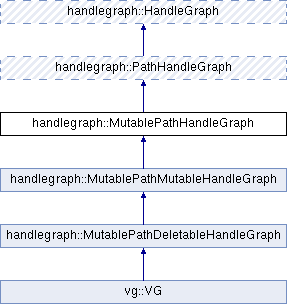 handlegraph::HandleGraph
handlegraph::PathHandleGraph
handlegraph::MutablePathHandleGraph
handlegraph::MutablePathMutableHandleGraph
handlegraph::MutablePathDeletableHandleGraph
vg::VG